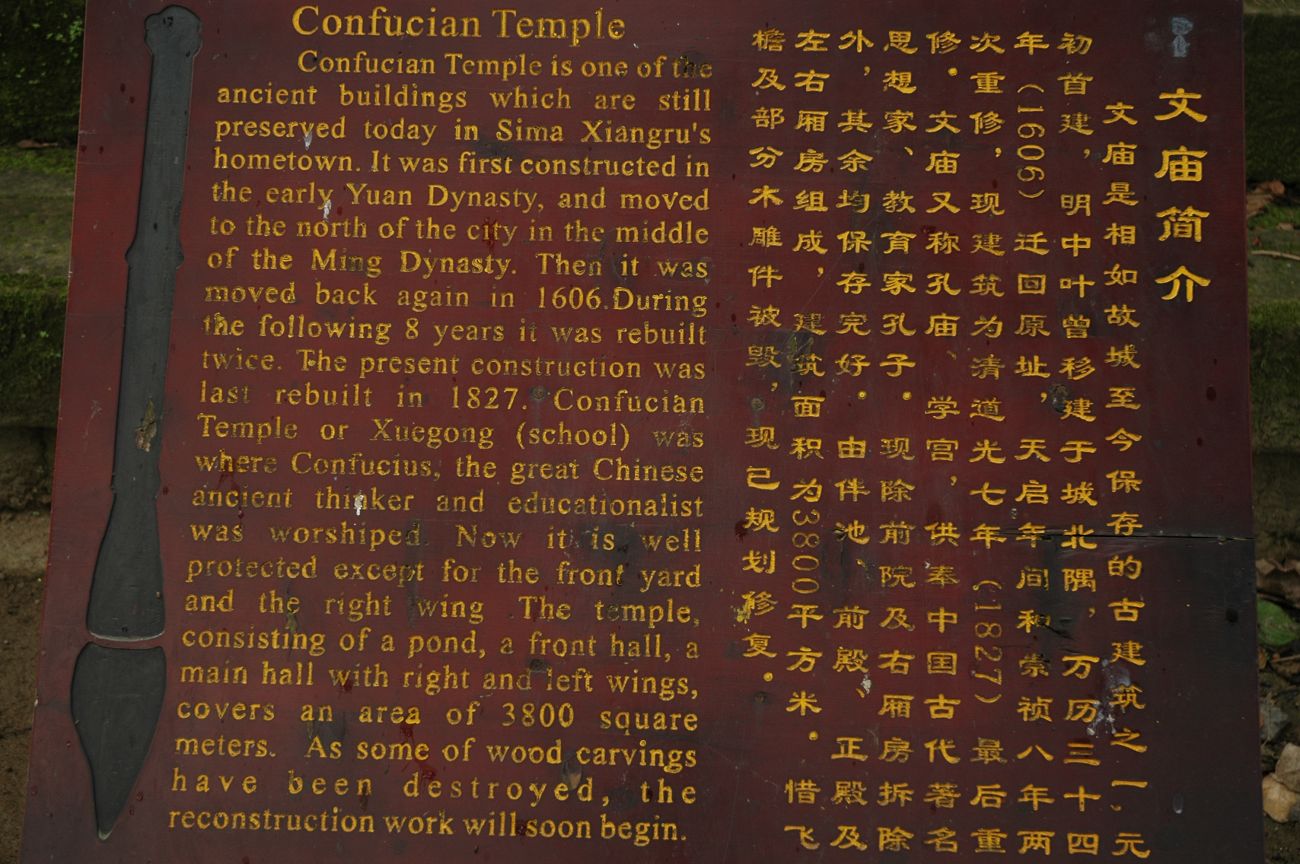 Confucian Temple
Confucian Temple is one of the
ancient buildings which are still
preserved today in Sima Xiangru's
hometown. It was first constructed in
the early Yuan Dynasty, and moved
to the north of the city in the middle
of the Ming Dynasty. Then it was
moved back again in 1606.During
the following 8 years it was rebuilt
twice. The present construction was
last rebuilt in 1827. Confucian
Temple or Xuegong (school) was
where Confucius, the great Chinese
ancient thinker and educationalist
was worshiped. Now it is well
protected except for the front yard
and the right wing The temple,
consisting of a pond, a front hall, a
main hall with right and left wings,
covers an area of 3800 square
meters. As some of wood carvings
have been destroyed, the
reconstruction work will soon begin.
文庙简介
文庙是相如故城至今保存的古建筑之一、元
初首建，明中叶曾移建于城北隅，万历三十四
年（1606）迁回原址，天启年间和崇祯八年两
次重修，现建筑为清道光七年（1827）最后重
修。文庙又称孔庙、学宫，供奉中国古代著名
思想家、教育家孔子。现除前院及右厢房拆除
外，其余均保存完好。由伴池、前殿、正殿及
左右厢房组成，建筑面积为3800平方米。惜飞
檐及部分木雕件被毁，现已规划修复。